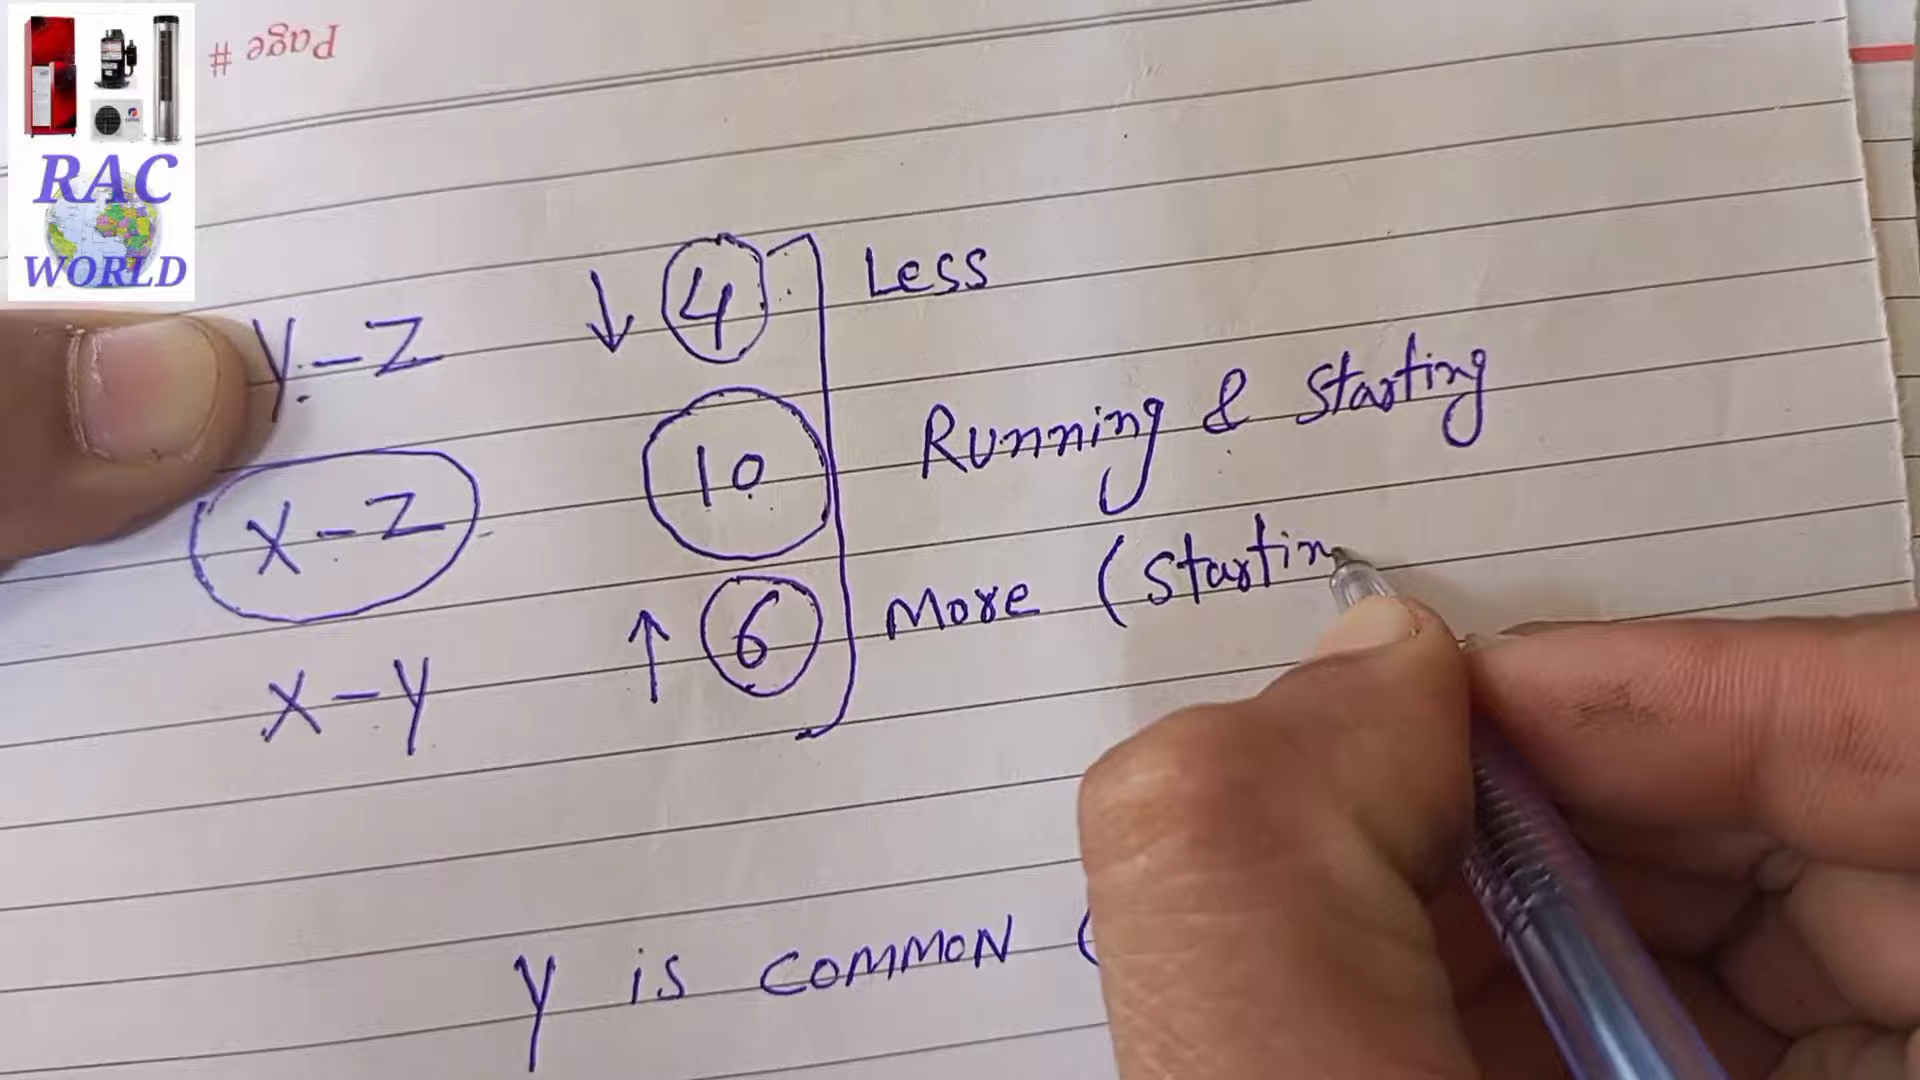 Page #
RAC
WORLD
y-z ↓ 4 Less
x-z 10 Running & Starting
x-y ↑ 6 More (Startin
y is COMMON (